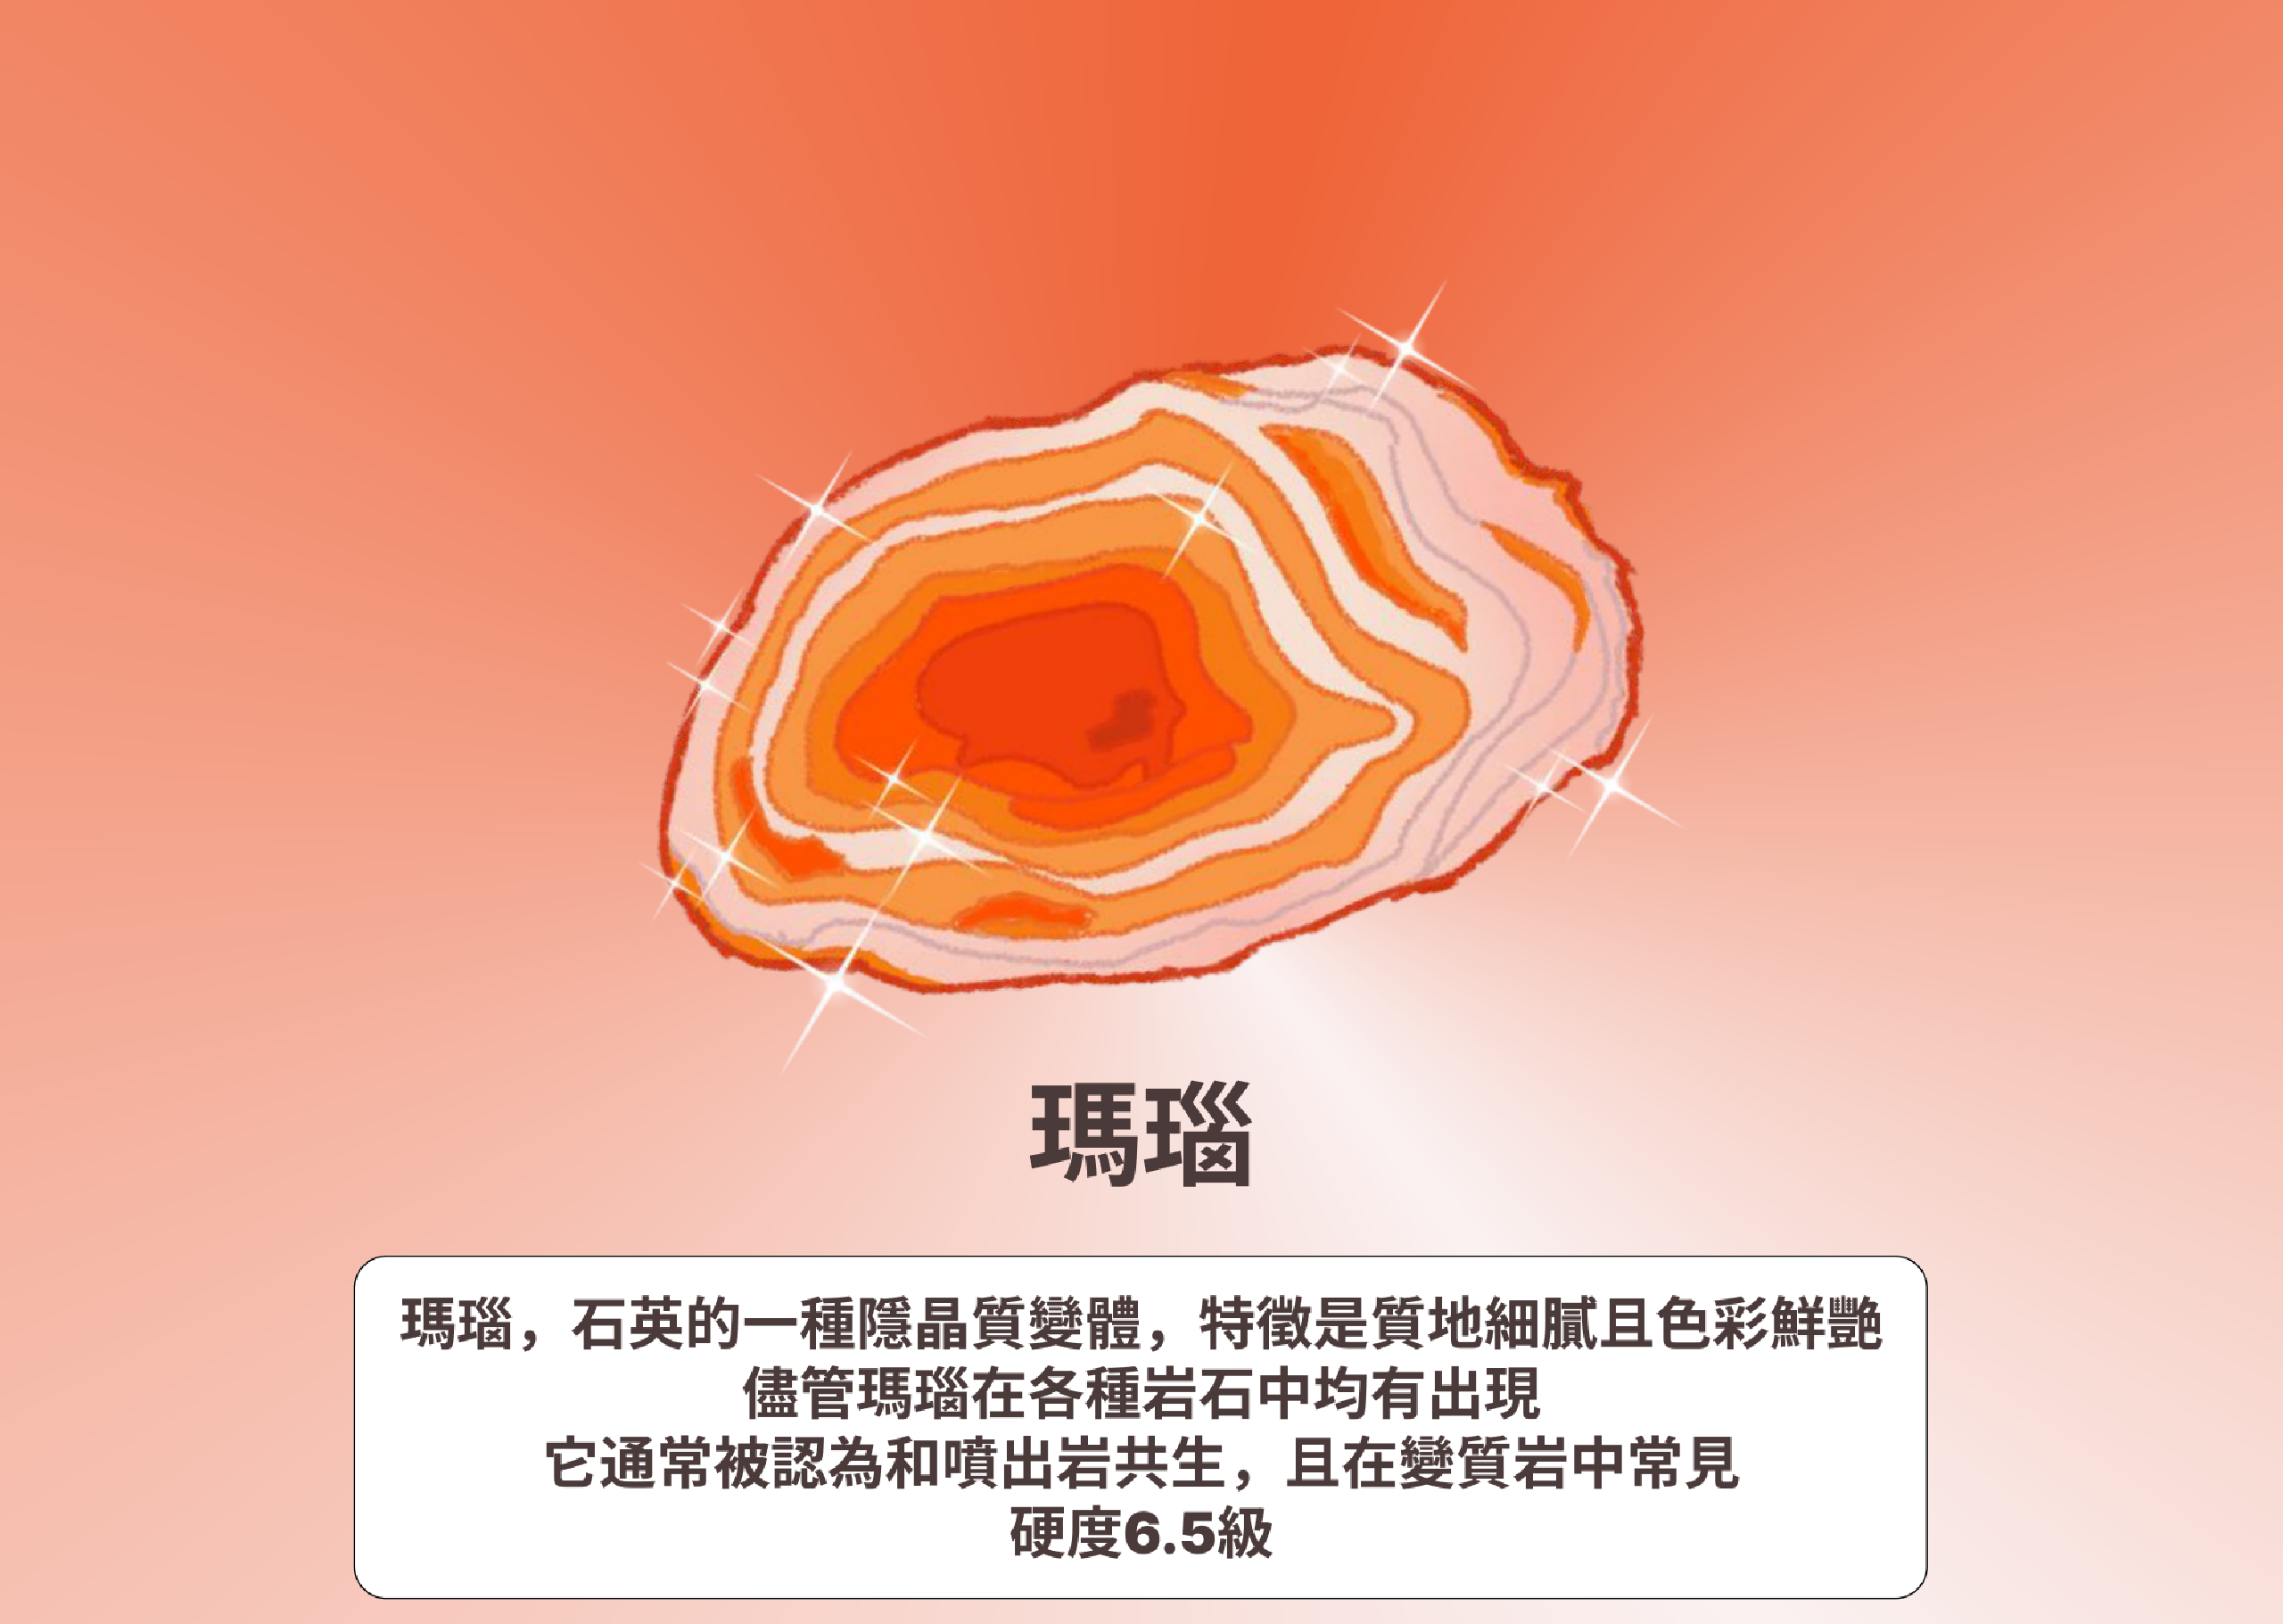 瑪瑙
瑪瑙，石英的一種隱晶質變體，特徵是質地細膩且色彩鮮艷
儘管瑪瑙在各種岩石中均有出現
它通常被認為和噴出岩共生，且在變質岩中常見
硬度6.5級